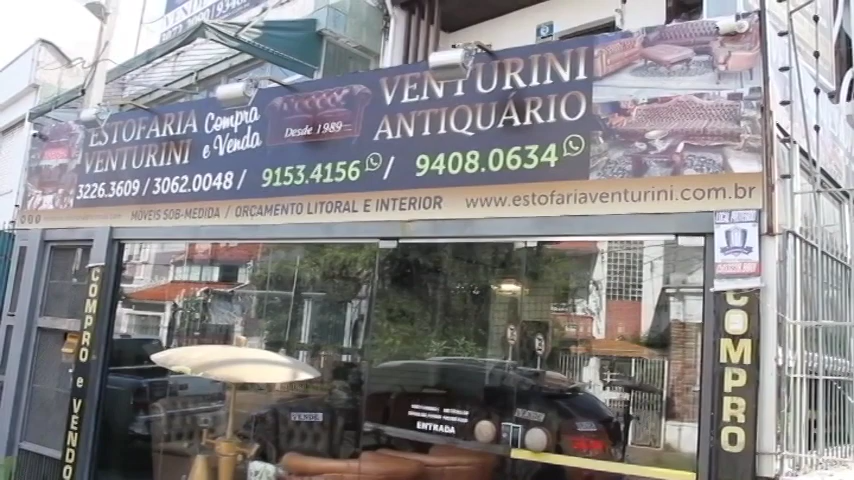 ESTOFARIA
VENTURINI
Compra
e Venda
Desde 1989
VENTURINI
ANTIQUÁRIO
3226.3609 / 3062.0048 / 9153.4156 / 9408.0634
MÓVEIS SOB-MEDIDA / ORÇAMENTO LITORAL E INTERIOR
www.estofariaventurini.com.br
COMPRO e VENDO
COMPRO
VENDE
ENTRADA